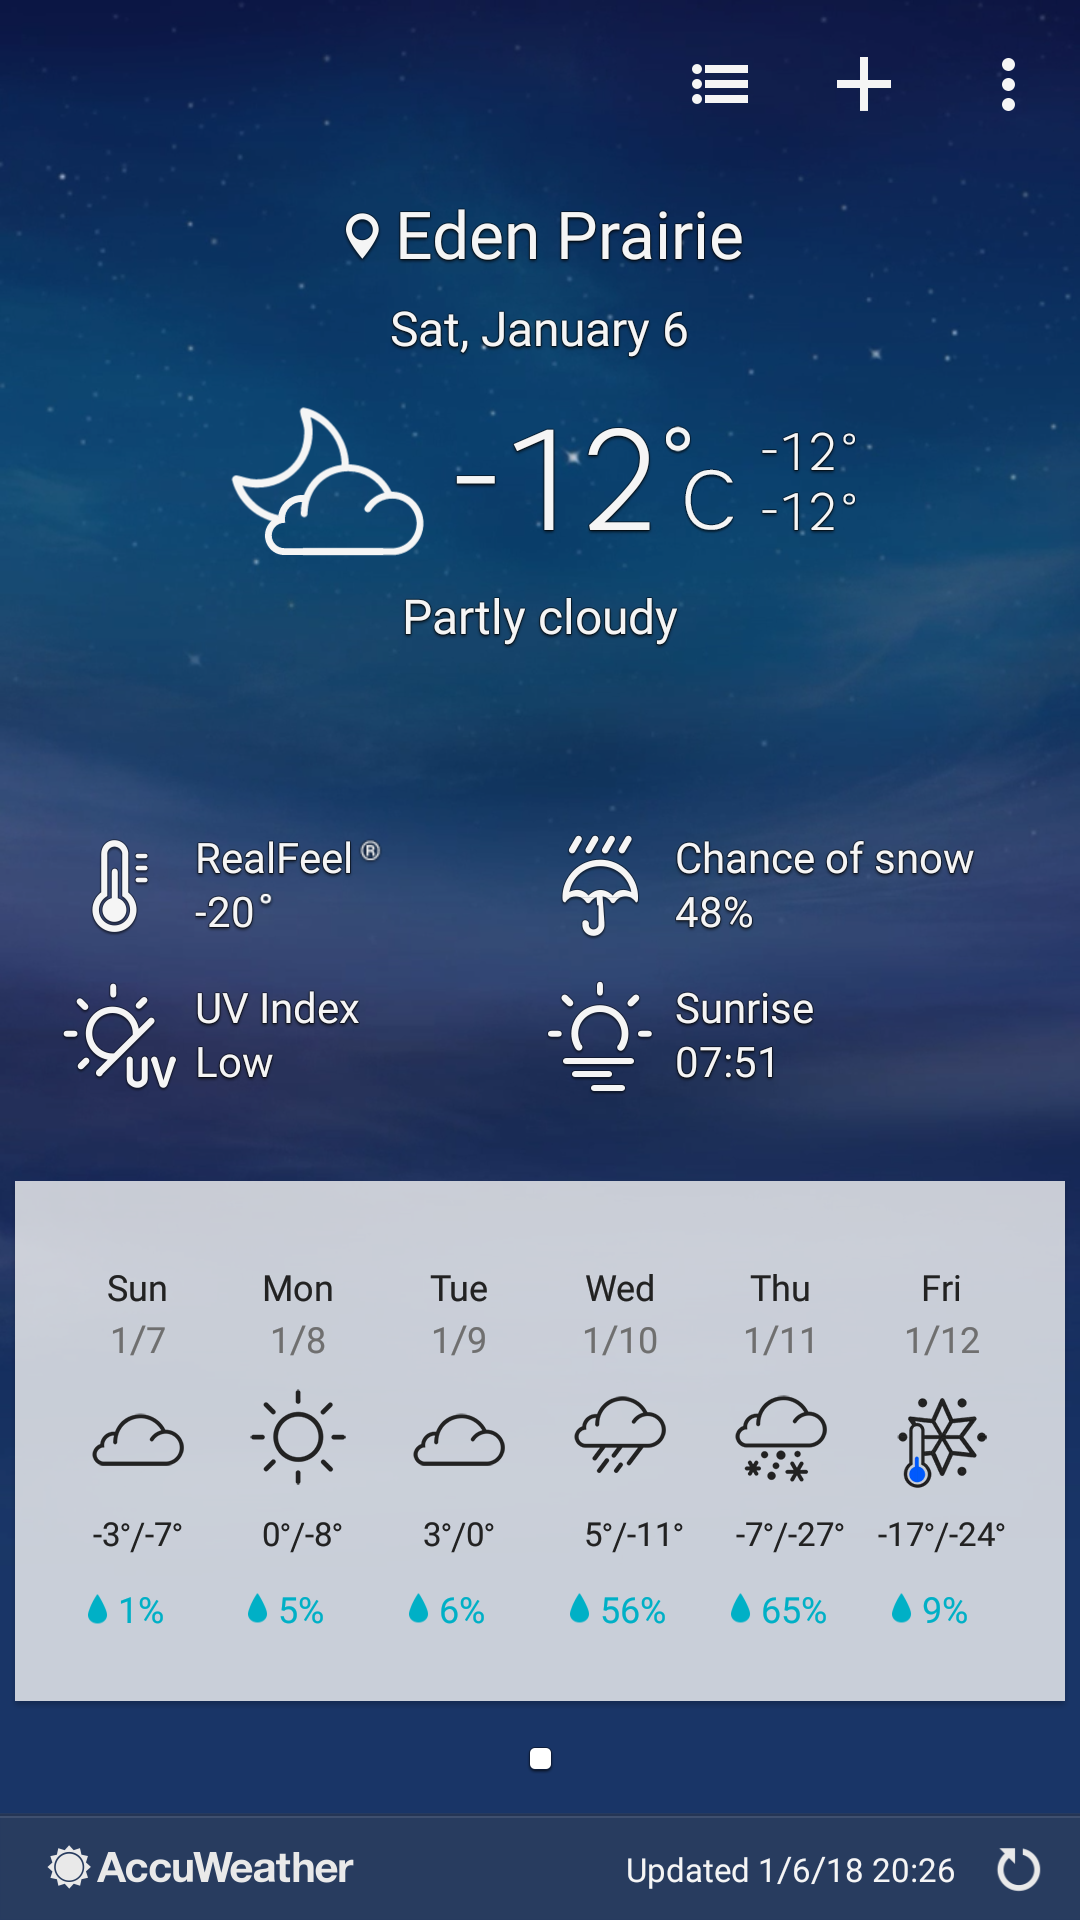 Eden Prairie
Sat, January 6
-12°C -12°
-12°
Partly cloudy
RealFeel®
-20°
Chance of snow
48%
UV Index
Low
UV
Sunrise
07:51
Sun Mon Tue Wed Thu Fri
1/7 1/8 1/9 1/10 1/11 1/12
-3°/-7° 0°/-8° 3°/0° 5°/-11° -7°/-27° -17°/-24°
1% 5% 6% 56% 65% 9%
AccuWeather Updated 1/6/18 20:26